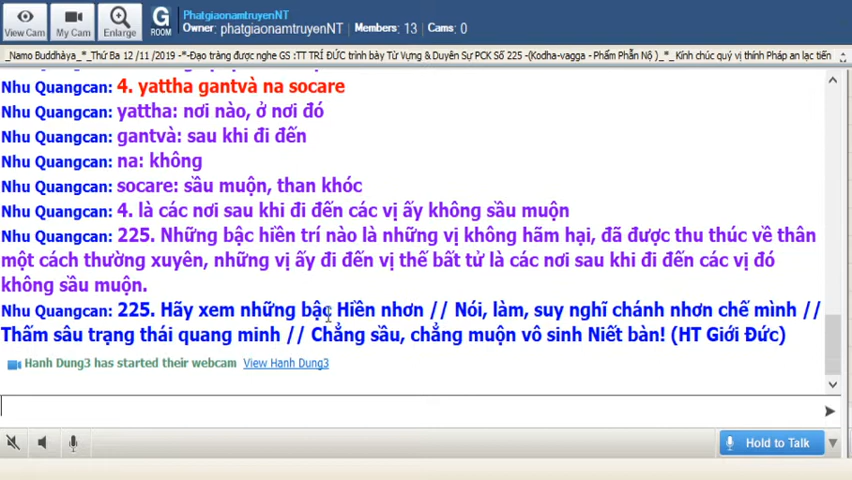 View Cam
My Cam
Enlarge
G
ROOM
PhatgiaonamtruyenNT
Owner: phatgiaonamtruyenNT | Members: 13 | Cams: 0
_Namo Buddhàya_*_Thứ Ba 12 /11 /2019 -*-Đạo tràng được nghe GS :TT TRÍ ĐỨC trình bày Từ Vựng & Duyên Sự PCK Số 225 -(Kodha-vagga - Phẩm Phẫn Nộ )_*_ Kính chúc quý vị thính Pháp an lạc tiến
Nhu Quangcan: 4. yattha gantvà na socare
Nhu Quangcan: yattha: nơi nào, ở nơi đó
Nhu Quangcan: gantvà: sau khi đi đến
Nhu Quangcan: na: không
Nhu Quangcan: socare: sầu muộn, than khóc
Nhu Quangcan: 4. là các nơi sau khi đi đến các vị ấy không sầu muộn
Nhu Quangcan: 225. Những bậc hiền trí nào là những vị không hãm hại, đã được thu thúc về thân
một cách thường xuyên, những vị ấy đi đến vị thế bất tử là các nơi sau khi đi đến các vị đó
không sầu muộn.
Nhu Quangcan: 225. Hãy xem những bậc Hiền nhơn // Nói, làm, suy nghĩ chánh nhơn chế mình //
Thấm sâu trạng thái quang minh // Chẳng sầu, chẳng muộn vô sinh Niết bàn! (HT Giới Đức)
Hanh Dung3 has started their webcam View Hanh Dung3
Hold to Talk